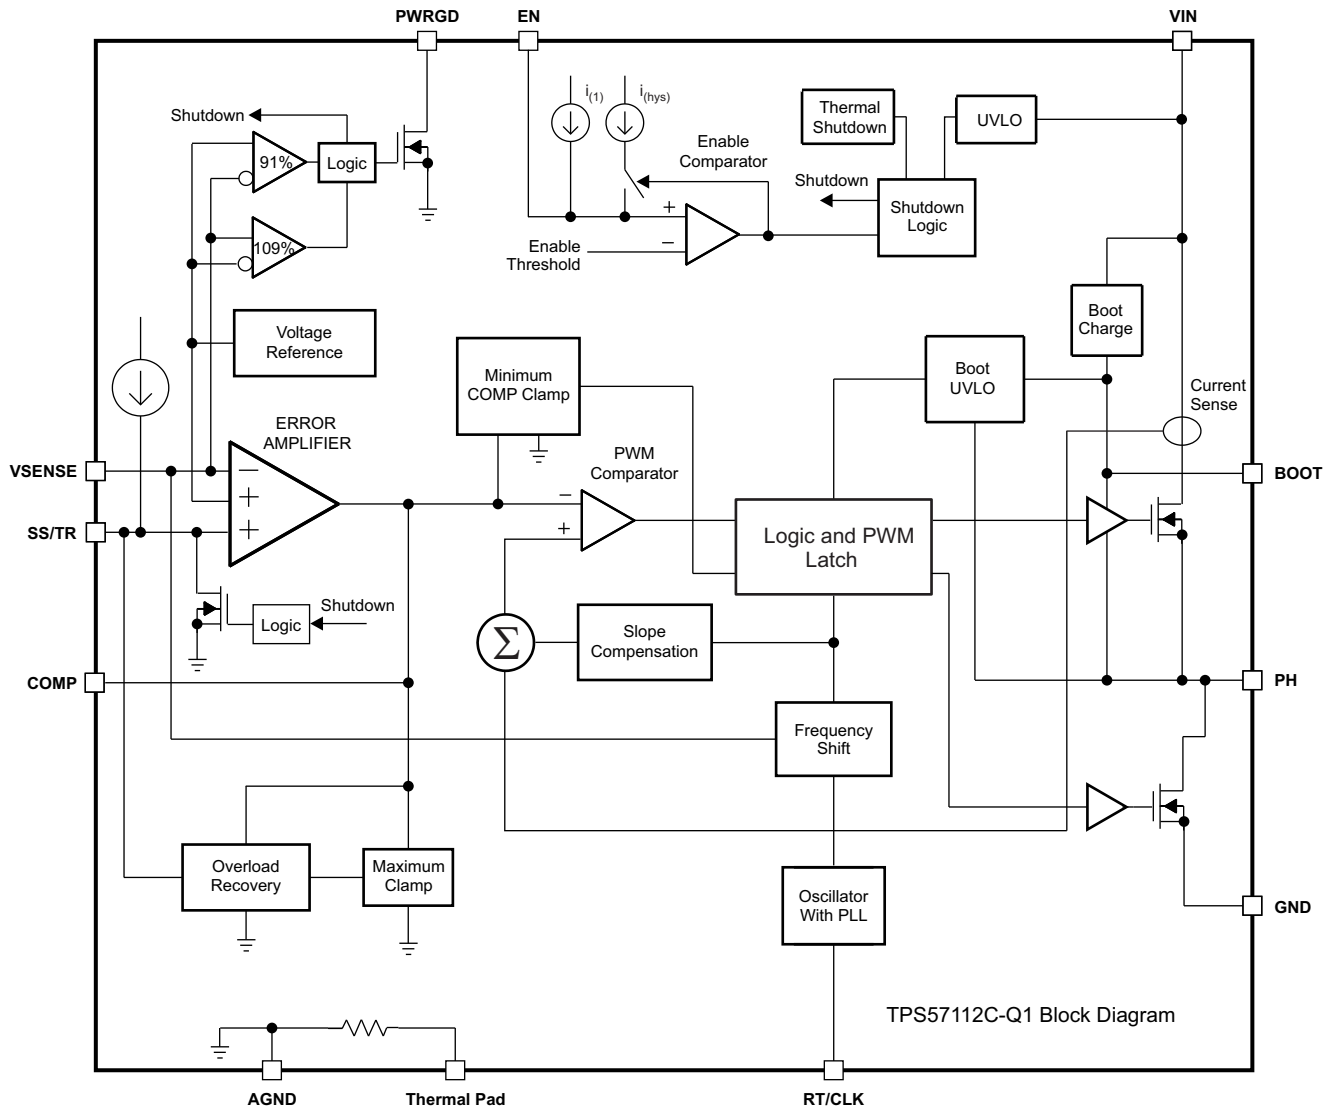 PWRGD
EN
VIN
i(1)
i(hys)
Shutdown
91%
Logic
Enable
Comparator
Thermal
Shutdown
UVLO
Shutdown
Shutdown
Logic
+
−
109%
Enable
Threshold
Voltage
Reference
Boot
Charge
Minimum
COMP Clamp
Boot
UVLO
Current
Sense
ERROR
AMPLIFIER
PWM
Comparator
VSENSE
−
+
+
SS/TR
−
+
BOOT
Logic and PWM
Latch
Shutdown
Logic
Σ
Slope
Compensation
COMP
PH
Frequency
Shift
Overload
Recovery
Maximum
Clamp
Oscillator
With PLL
GND
TPS57112C-Q1 Block Diagram
AGND
Thermal Pad
RT/CLK